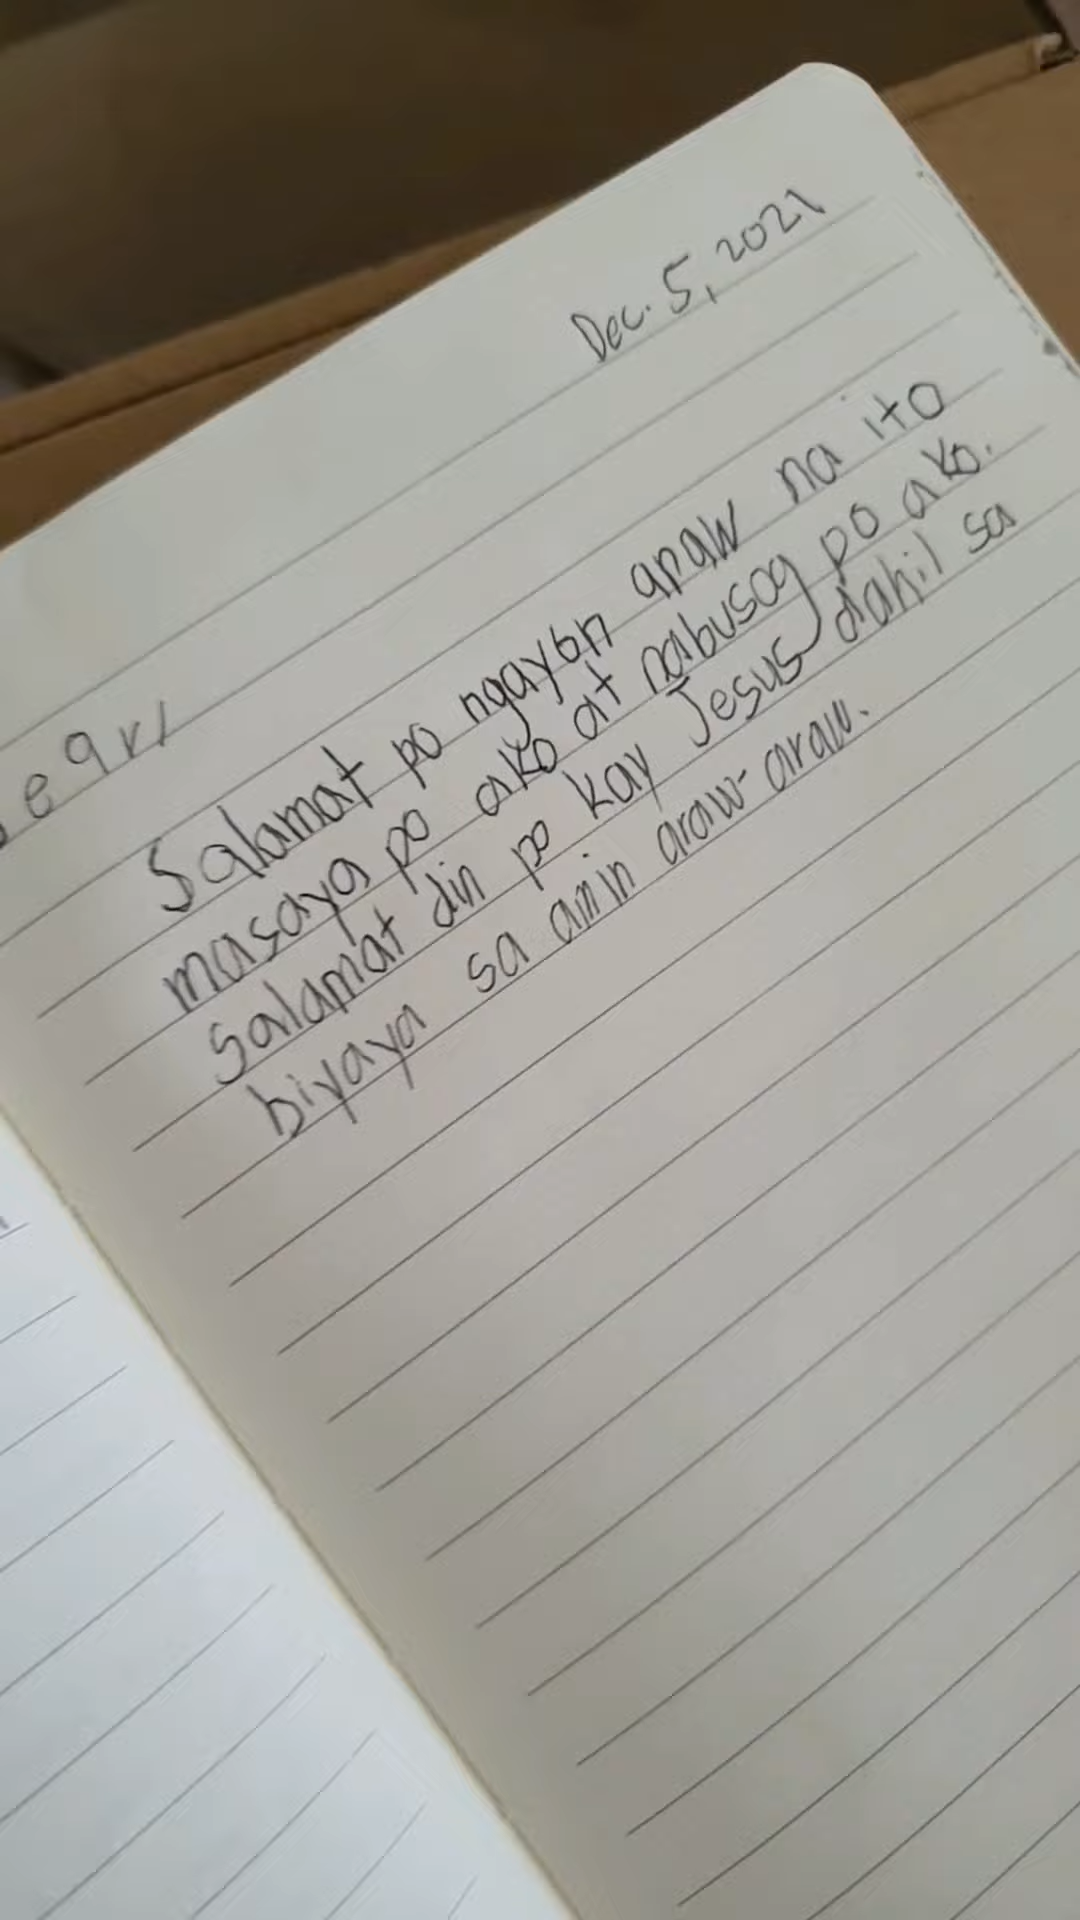 Dec. 5, 2021
Salamat po ngayon araw na ito
masaya po ako at nabusog po ako.
salamat din po kay Jesus dahil sa
biyaya sa amin araw-araw.